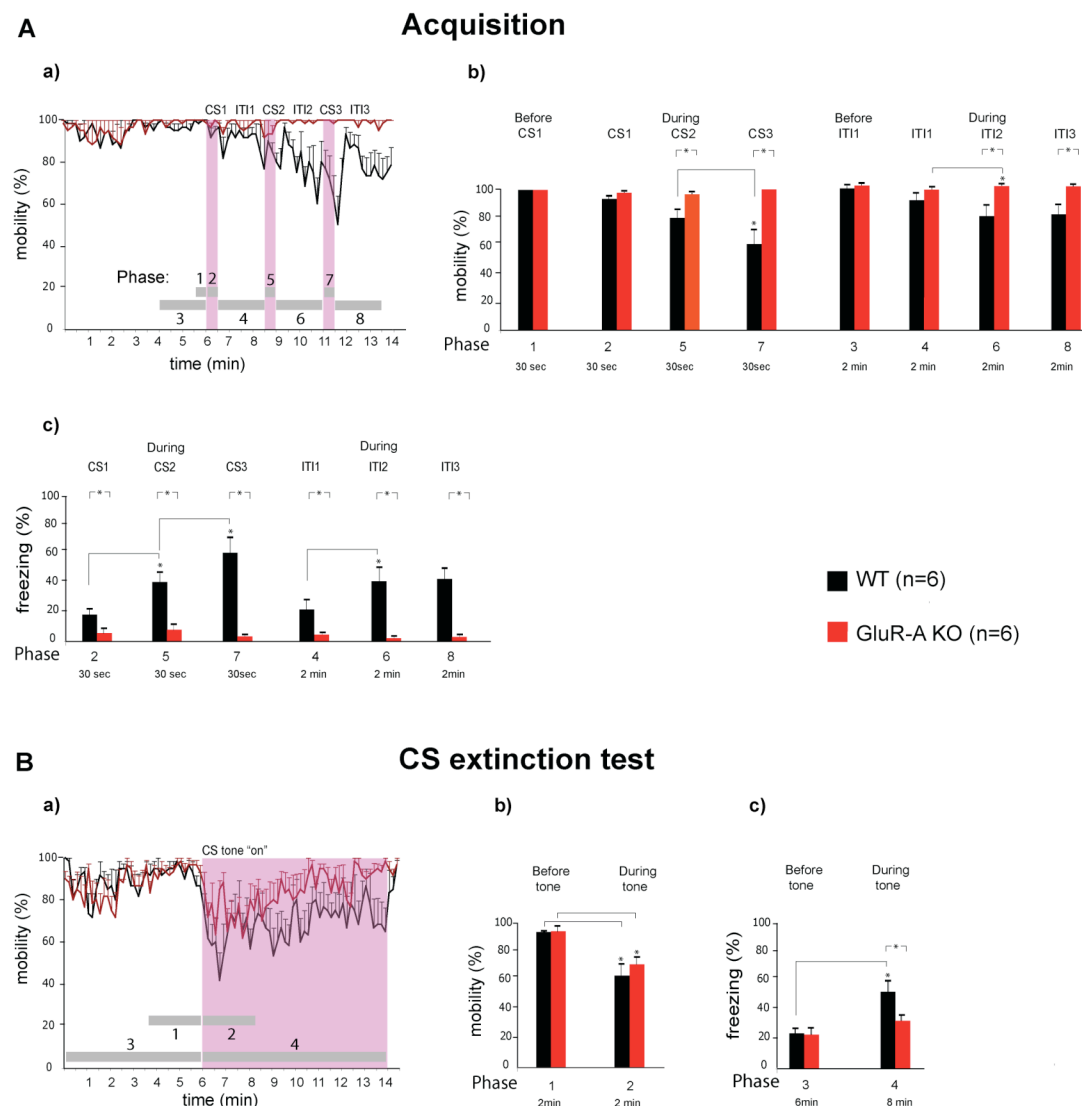 A
Acquisition
a)
CS1 ITI1 CS2 ITI2 CS3 ITI3
100
80
60
40
20
0
mobility (%)
Phase:
1 2 5 7
3 4 6 8
1 2 3 4 5 6 7 8 9 10 11 12 13 14
time (min)
b)
Before CS1
CS1
During CS2
CS3
Before ITI1
ITI1
During ITI2
ITI3
* * * *
* *
100
80
60
40
20
0
mobility (%)
Phase 1 2 5 7 3 4 6 8
30 sec 30 sec 30sec 30sec 2 min 2 min 2min 2min
c)
During During
CS1 CS2 CS3 ITI1 ITI2 ITI3
* * * * * *
* * *
100
80
60
40
20
0
freezing (%)
Phase 2 5 7 4 6 8
30 sec 30 sec 30sec 2 min 2 min 2min
WT (n=6)
GluR-A KO (n=6)
B
CS extinction test
a)
CS tone "on"
100
80
60
40
20
0
mobility (%)
1 2
3 4
1 2 3 4 5 6 7 8 9 10 11 12 13 14
time (min)
b)
Before tone
During tone
* *
100
80
60
40
20
0
mobility (%)
Phase 1 2
2min 2 min
c)
Before tone
During tone
*
*
100
80
60
40
20
0
freezing (%)
Phase 3 4
6min 8 min